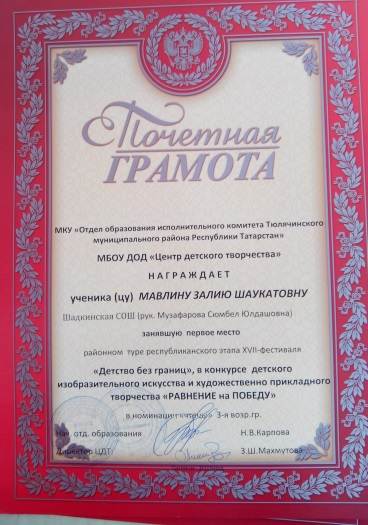 Почетная
ГРАМОТА
МКУ «Отдел образования исполнительного комитета Тюлячинского
муниципального района Республики Татарстан»
МБОУ ДОД «Центр детского творчества»
НАГРАЖДАЕТ
ученика (цу) МАВЛИНУ ЗАЛИЮ ШАУКАТОВНУ
Шадкинская СОШ (рук. Музафарова Сюмбел Юлдашовна)
занявшую первое место
районном туре республиканского этапа XVII-фестиваля
«Детство без границ», в конкурсе детского
изобразительного искусства и художественно прикладного
творчества «РАВНЕНИЕ на ПОБЕДУ»
в номинации 3-я возр.гр.
Нач. отд. образования Н.В.Карпова
Директор ЦДТ З.Ш.Махмутова